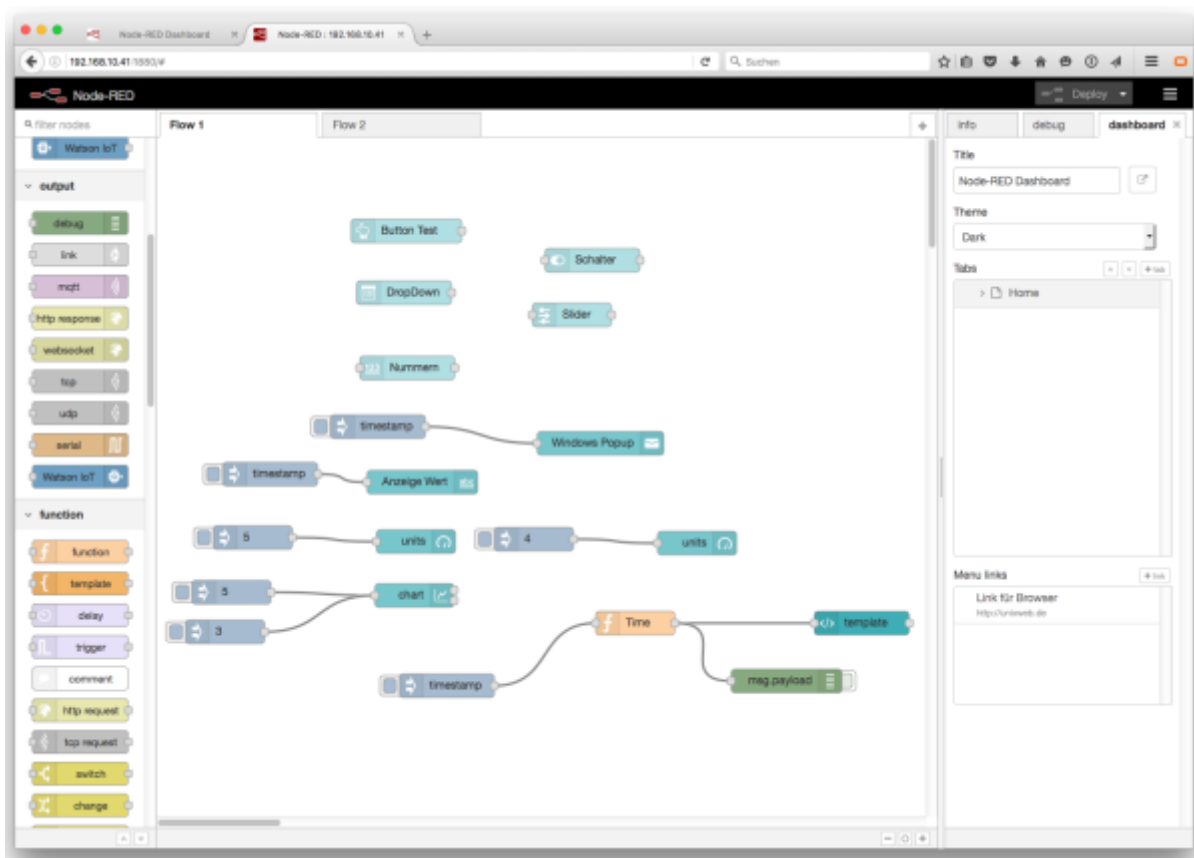 Node-RED Dashboard
Node-RED : 192.168.10.41
192.168.10.41:1880/#
Suchen
Node-RED
Deploy
filter nodes
Flow 1
Flow 2
info
debug
dashboard
Watson IoT
output
debug
link
mqtt
http response
websocket
tcp
udp
serial
Watson IoT
function
function
template
delay
trigger
comment
http request
tcp request
switch
change
Button Test
Schalter
DropDown
Slider
Nummern
timestamp
Windows Popup
timestamp
Anzeige Wert
abc
5
units
4
units
5
chart
3
Time
template
timestamp
msg.payload
Title
Node-RED Dashboard
Theme
Dark
Tabs
+ tab
Home
Menu links
+ link
Link für Browser